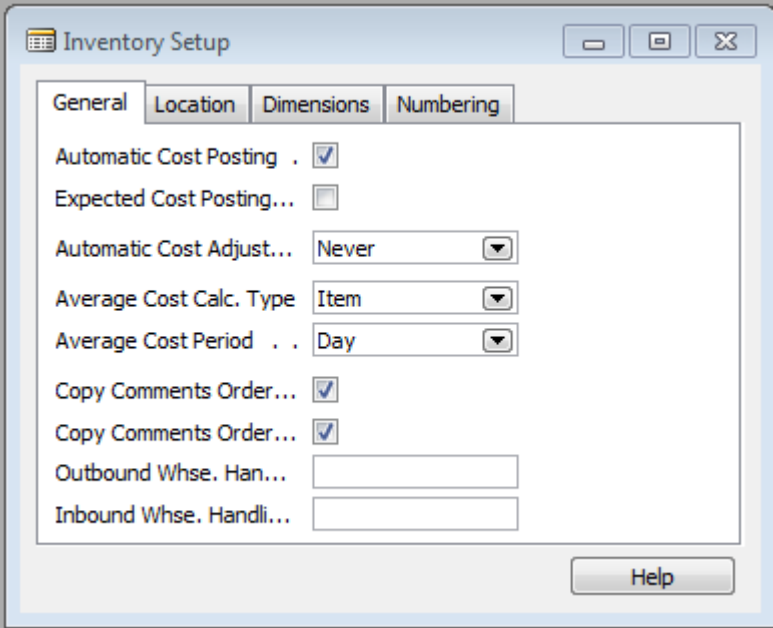 Inventory Setup
General Location Dimensions Numbering
Automatic Cost Posting .
Expected Cost Posting...
Automatic Cost Adjust... Never
Average Cost Calc. Type Item
Average Cost Period . . Day
Copy Comments Order...
Copy Comments Order...
Outbound Whse. Han...
Inbound Whse. Handli...
Help